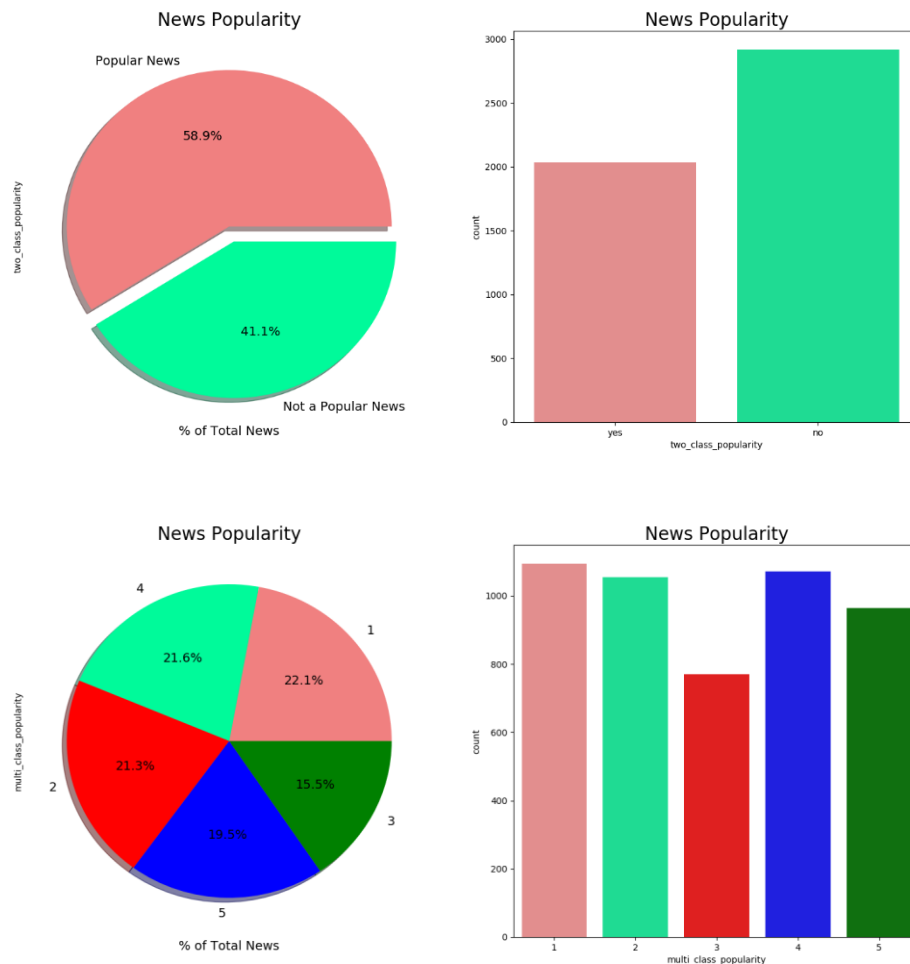 News Popularity
Popular News
58.9%
two_class_popularity
41.1%
Not a Popular News
% of Total News
News Popularity
3000
2500
2000
1500
1000
500
0
count
yes
no
two_class_popularity
News Popularity
4
1
21.6%
22.1%
multi_class_popularity
21.3%
15.5%
2
19.5%
3
5
% of Total News
News Popularity
1000
800
600
400
200
0
count
1
2
3
4
5
multi_class_popularity